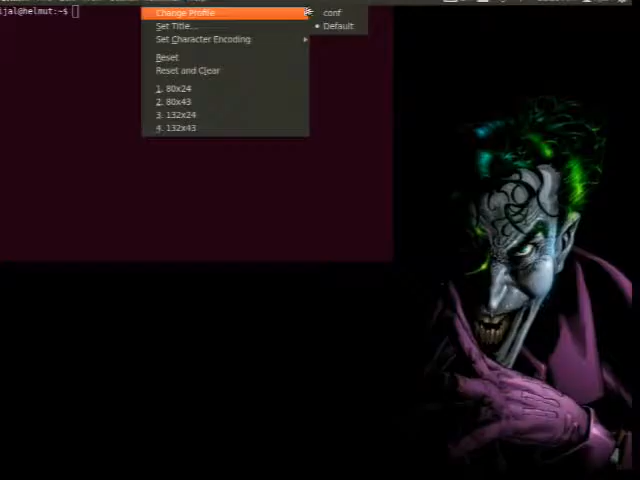 Change Profile
conf
Default
ijal@helmut:~$
Set Title...
Set Character Encoding
Reset
Reset and Clear
1. 80x24
2. 80x43
3. 132x24
4. 132x43